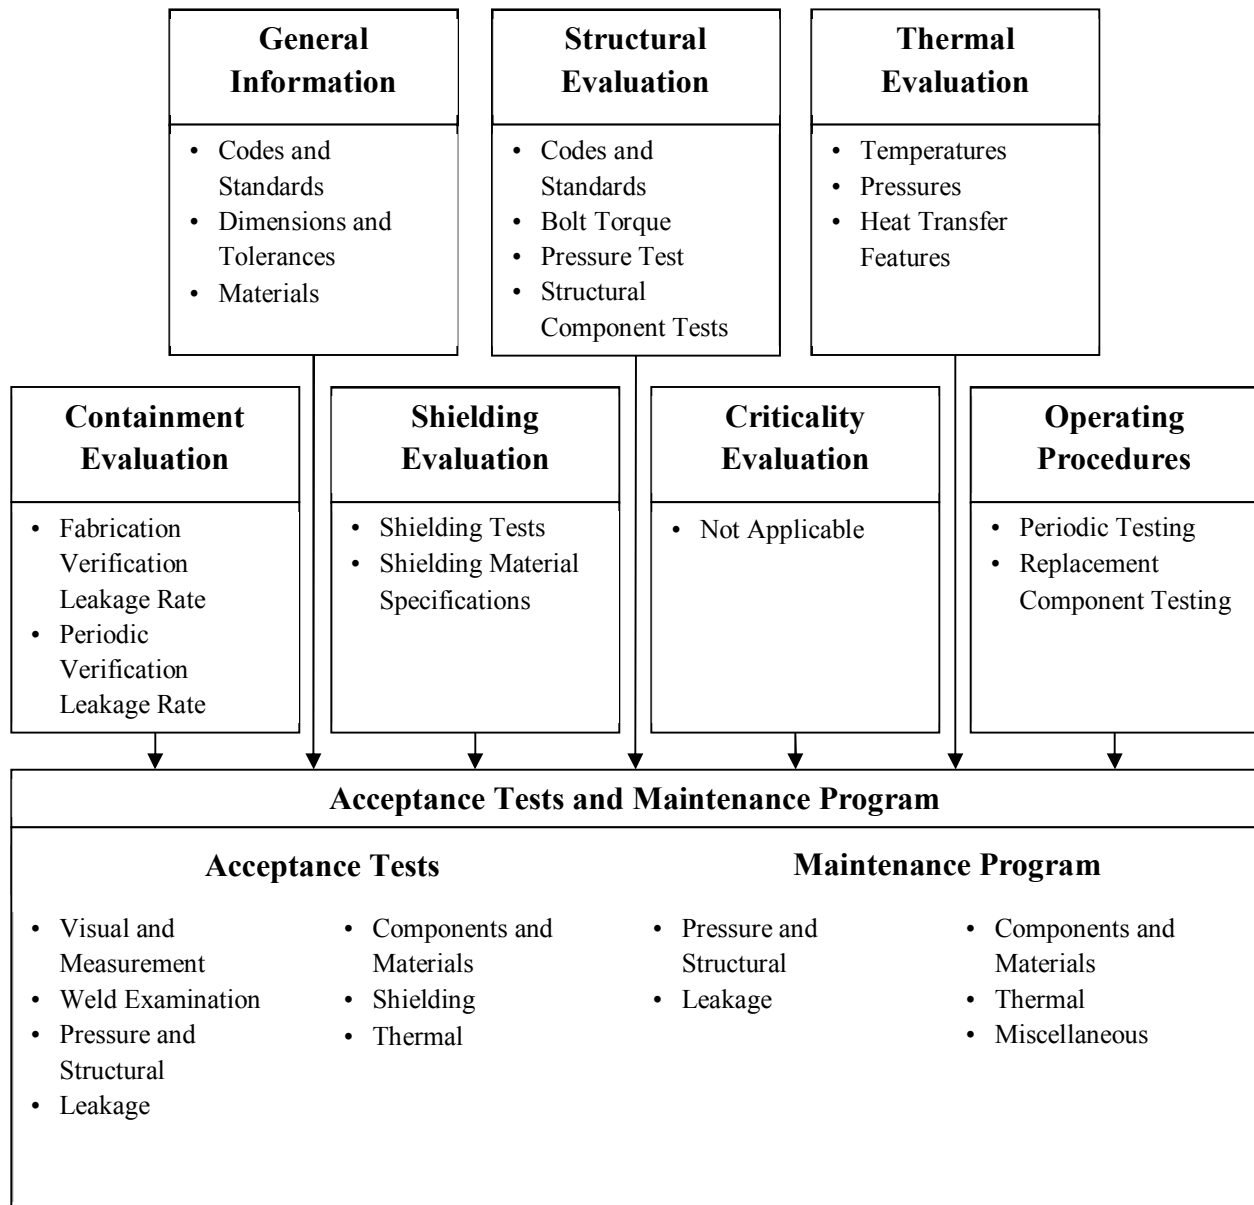 General
Information
• Codes and
Standards
• Dimensions and
Tolerances
• Materials
Structural
Evaluation
• Codes and
Standards
• Bolt Torque
• Pressure Test
• Structural
Component Tests
Thermal
Evaluation
• Temperatures
• Pressures
• Heat Transfer
Features
Containment
Evaluation
• Fabrication
Verification
Leakage Rate
• Periodic
Verification
Leakage Rate
Shielding
Evaluation
• Shielding Tests
• Shielding Material
Specifications
Criticality
Evaluation
• Not Applicable
Operating
Procedures
• Periodic Testing
• Replacement
Component Testing
Acceptance Tests and Maintenance Program
Acceptance Tests
• Visual and
Measurement
• Weld Examination
• Pressure and
Structural
• Leakage
• Components and
Materials
• Shielding
• Thermal
Maintenance Program
• Pressure and
Structural
• Leakage
• Components and
Materials
• Thermal
• Miscellaneous